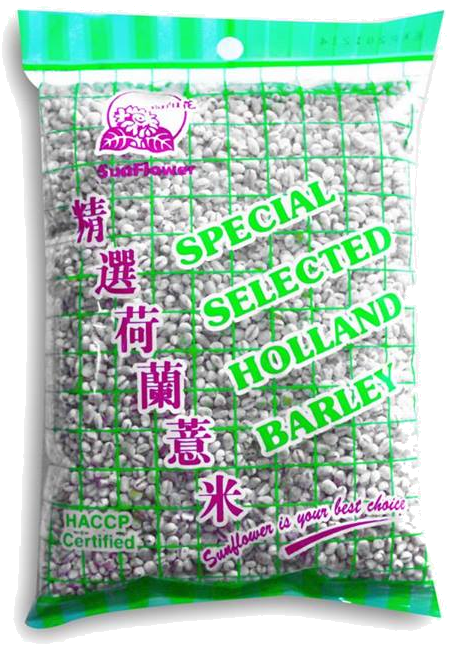 SunFlower
精選荷蘭薏米
SPECIAL
SELECTED
HOLLAND
BARLEY
HACCP
Certified
Sunflower is your best choice